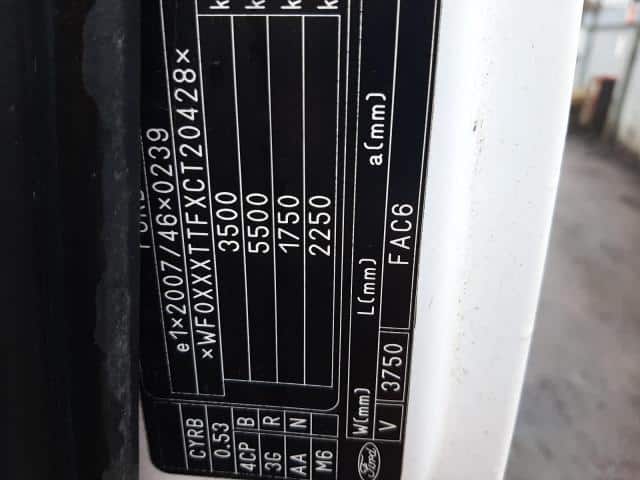 e1×2007/46×0239
×WF0XXXTTFXCT20428×
3500
5500
1750
2250
CYRB
0.53
4CP B
3G R
AA N
M6
W(mm) L(mm) a(mm)
V 3750 FAC6
Ford